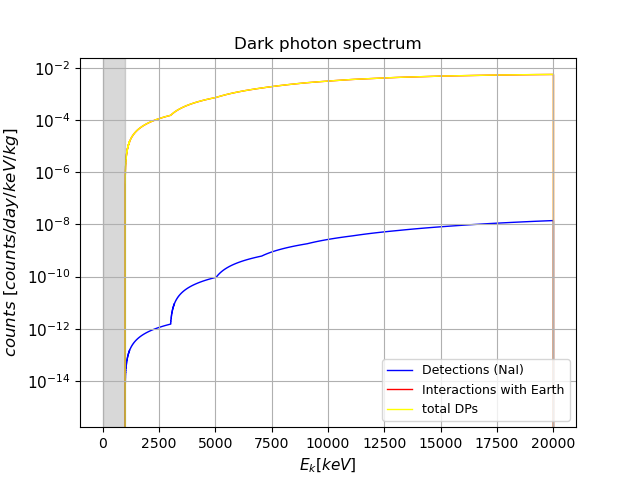 Dark photon spectrum
counts [counts/day/keV/kg]
10^{-2}
10^{-4}
10^{-6}
10^{-8}
10^{-10}
10^{-12}
10^{-14}
Detections (NaI)
Interactions with Earth
total DPs
0 2500 5000 7500 10000 12500 15000 17500 20000
E_k[keV]